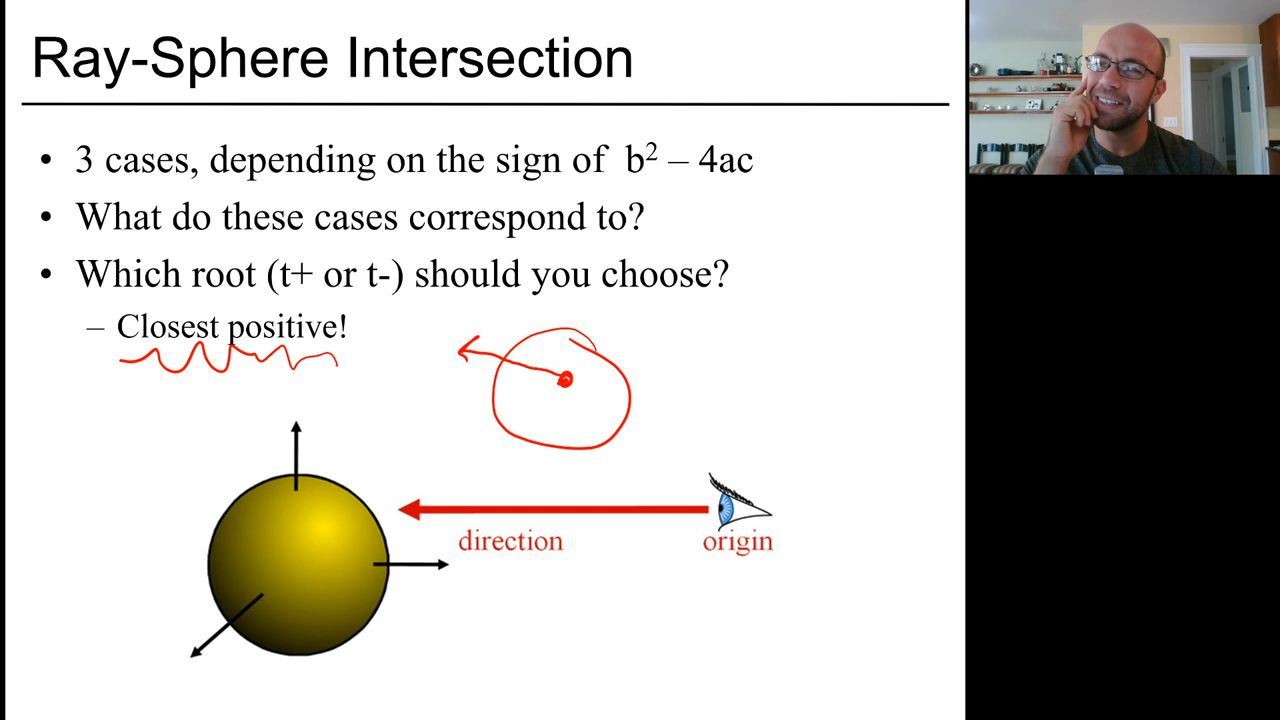 Ray-Sphere Intersection
• 3 cases, depending on the sign of b² – 4ac
• What do these cases correspond to?
• Which root (t+ or t-) should you choose?
– Closest positive!
direction
origin